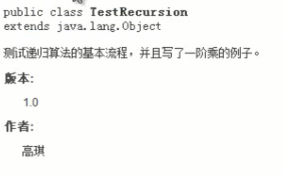 public class TestRecursion
extends java.lang.Object
测试递归算法的基本流程，并且写了一阶乘的例子。
版本:
1.0
作者:
高琪